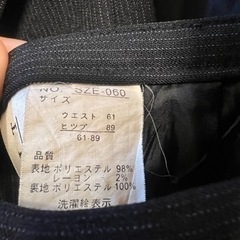 NO. SZE-060
サイズ
ウエスト 61
ヒップ 89
61-89
品質
表地 ポリエステル 98%
レーヨン 2%
裏地 ポリエステル 100%
洗濯絵表示